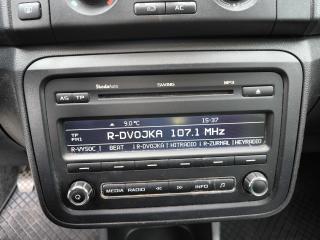 AC
ŠkodaAuto SWING MP3
AS TP
9.0°C 15:37
TP
FM1
R-DVOJKA 107.1 MHz
R-VYSOC | BEAT | R-DVOJKA | HITRADIO | R-ZURNAL | HEYRADIO
MEDIA RADIO INFO